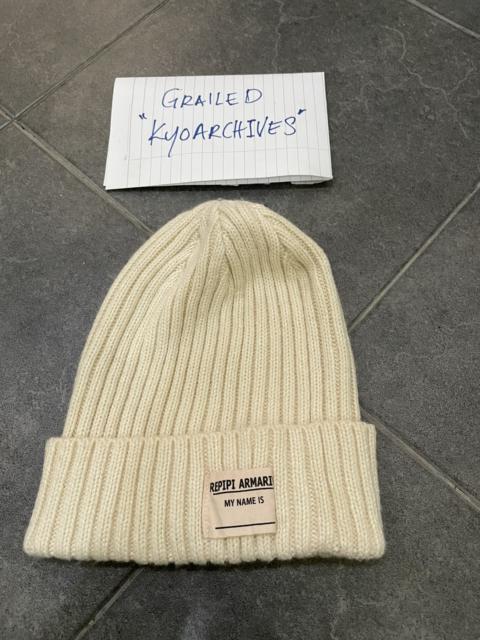 GRAILED
"KYOARCHIVES"
REPIPI ARMARI
MY NAME IS